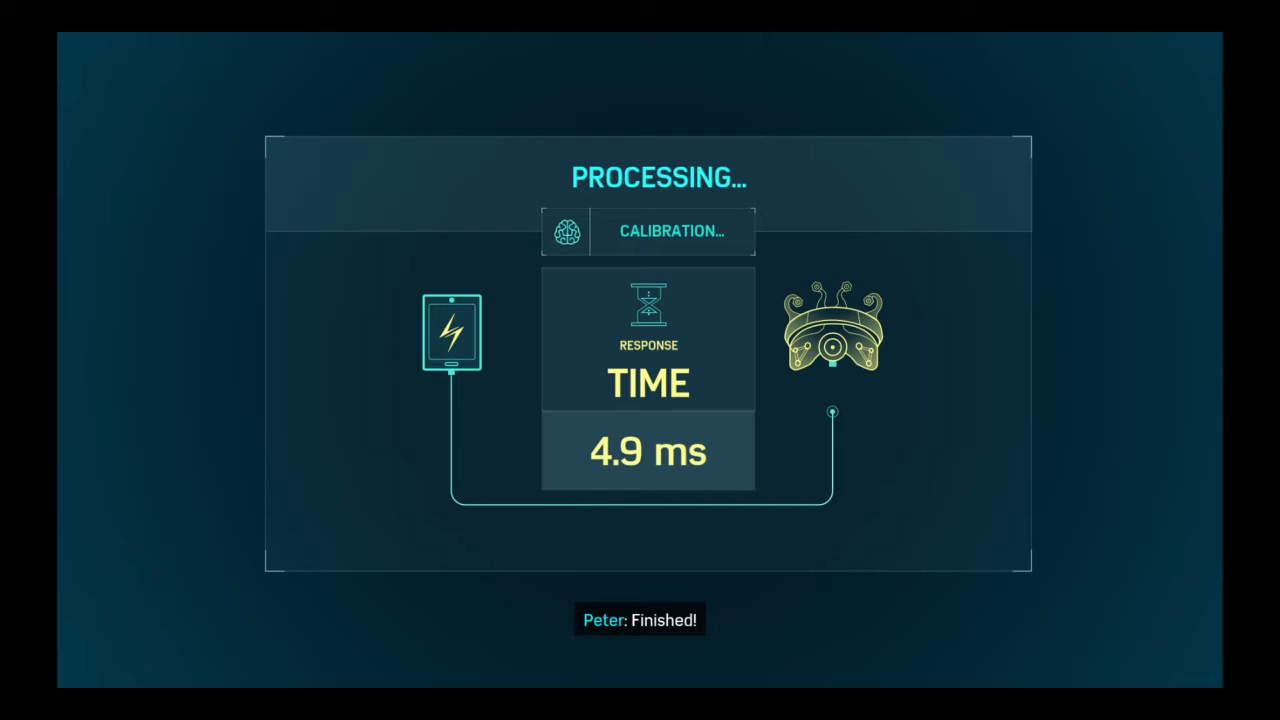 PROCESSING...
CALIBRATION...
RESPONSE
TIME
4.9 ms
Peter: Finished!